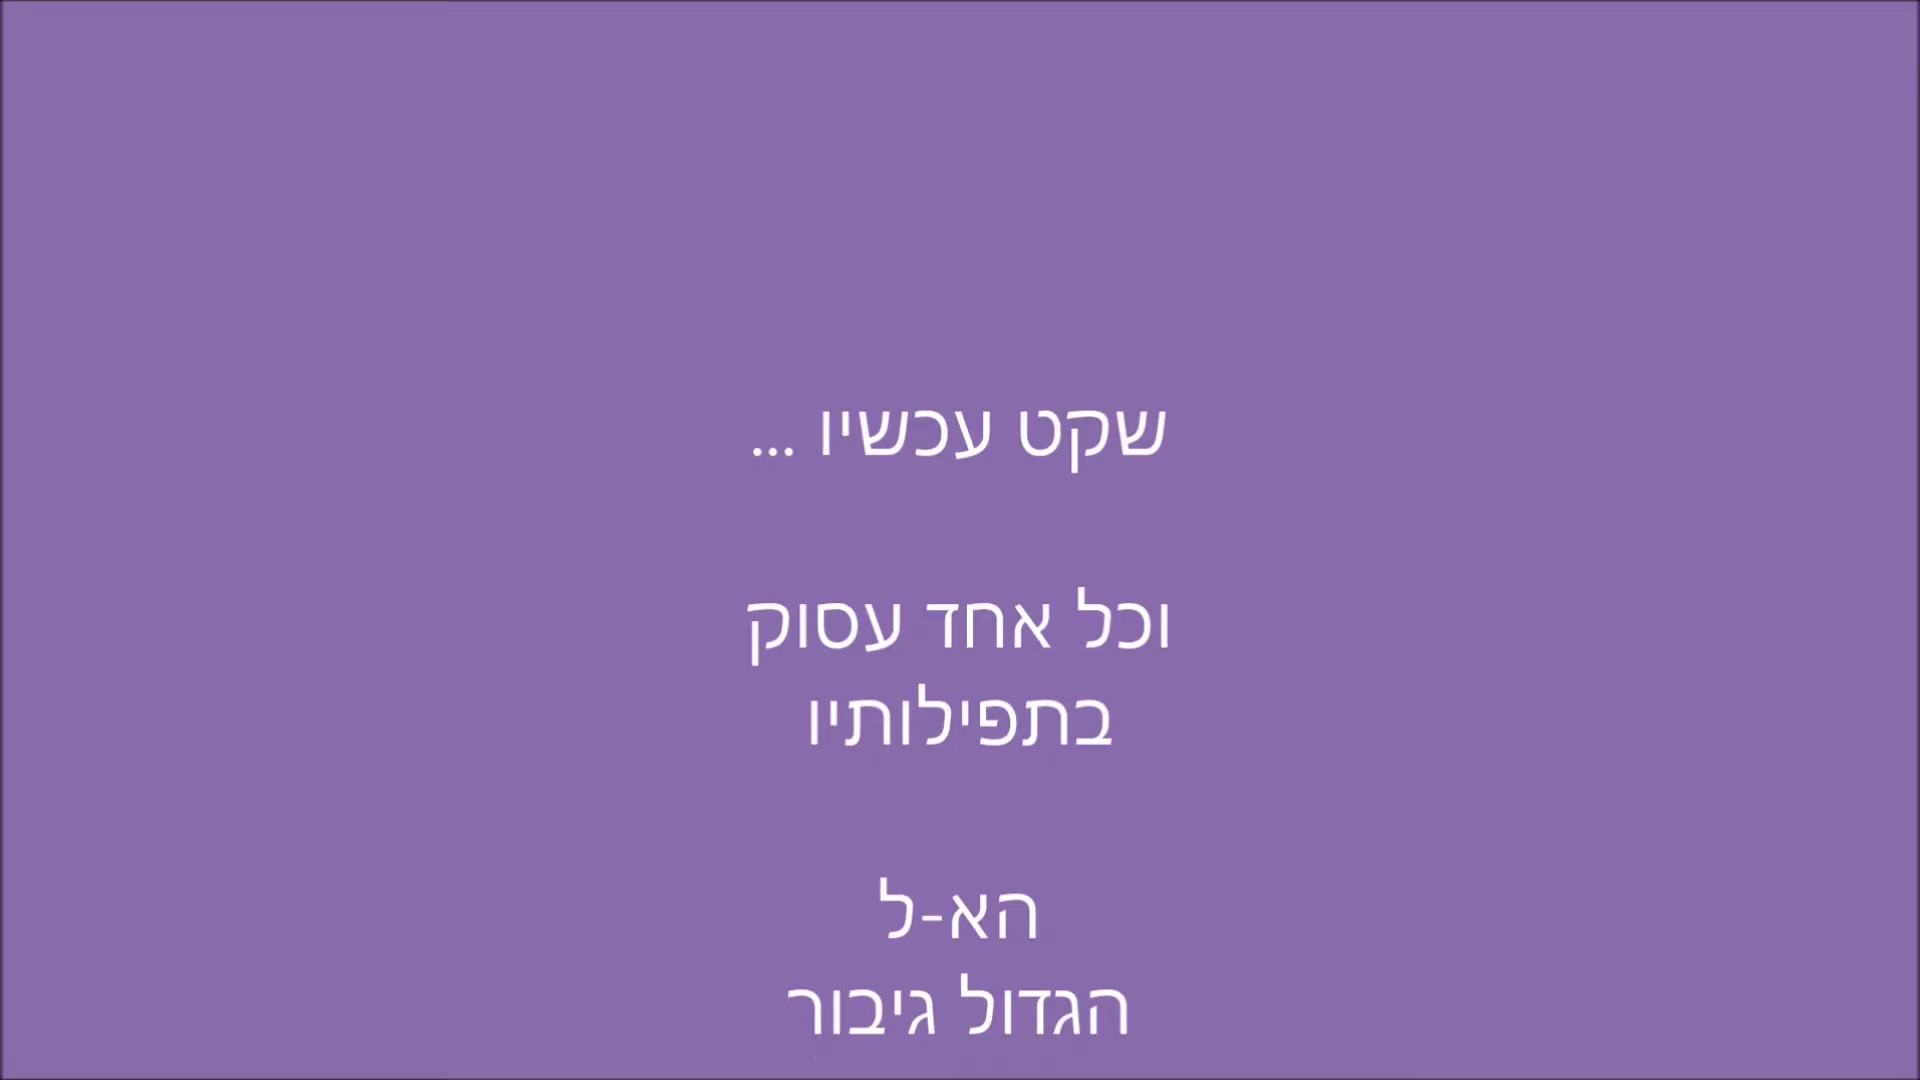 שקט עכשיו ...
וכל אחד עסוק
בתפילותיו
הא-ל
הגדול גיבור